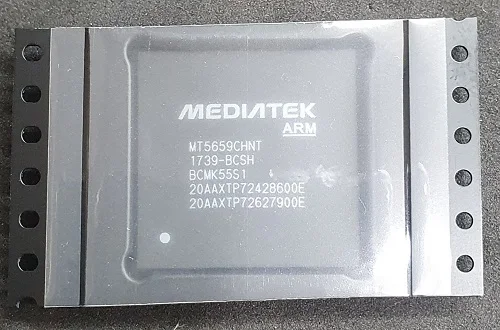 MEDIATEK
ARM
MT5659CHNT
1739-BCSH
BCMK55S1
20AAXTP72428600E
20AAXTP72627900E